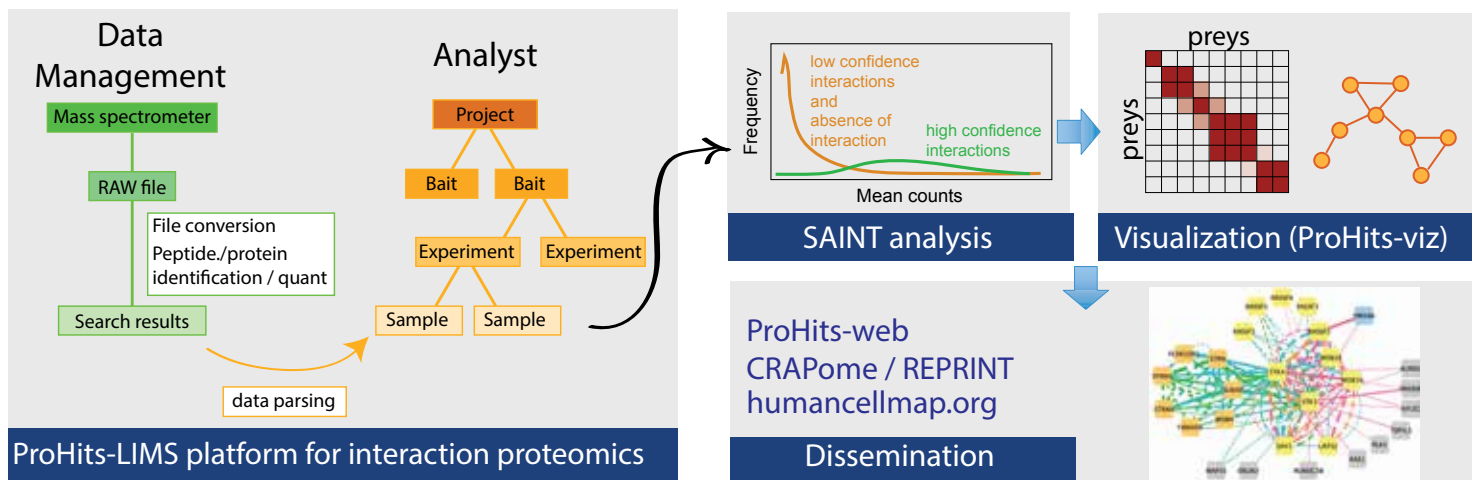 Data
Management
Mass spectrometer
RAW file
File conversion
Peptide./protein
identification / quant
Search results
data parsing
Analyst
Project
Bait
Bait
Experiment
Experiment
Sample
Sample
ProHits-LIMS platform for interaction proteomics
Frequency
low confidence
interactions
and
absence of
interaction
high confidence
interactions
Mean counts
SAINT analysis
preys
preys
Visualization (ProHits-viz)
ProHits-web
CRAPome / REPRINT
humancellmap.org
Dissemination